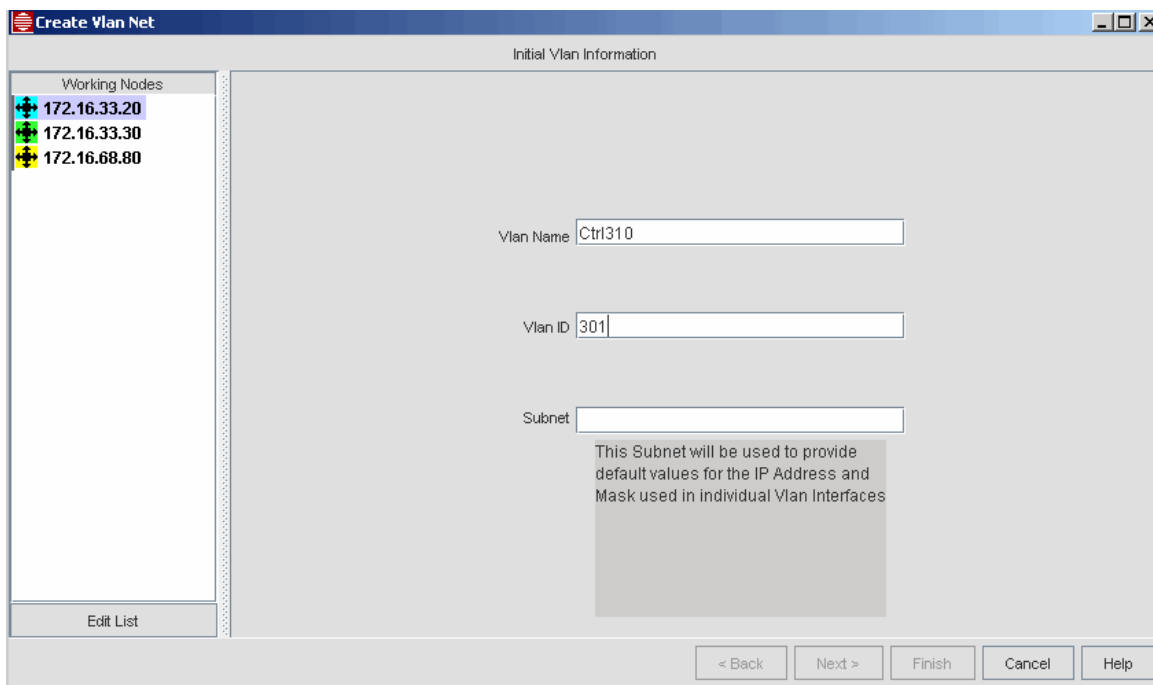 Create Vlan Net
Initial Vlan Information
Working Nodes
172.16.33.20
172.16.33.30
172.16.68.80
Vlan Name Ctrl310
Vlan ID 301
Subnet
This Subnet will be used to provide
default values for the IP Address and
Mask used in individual Vlan Interfaces
Edit List
< Back Next > Finish Cancel Help